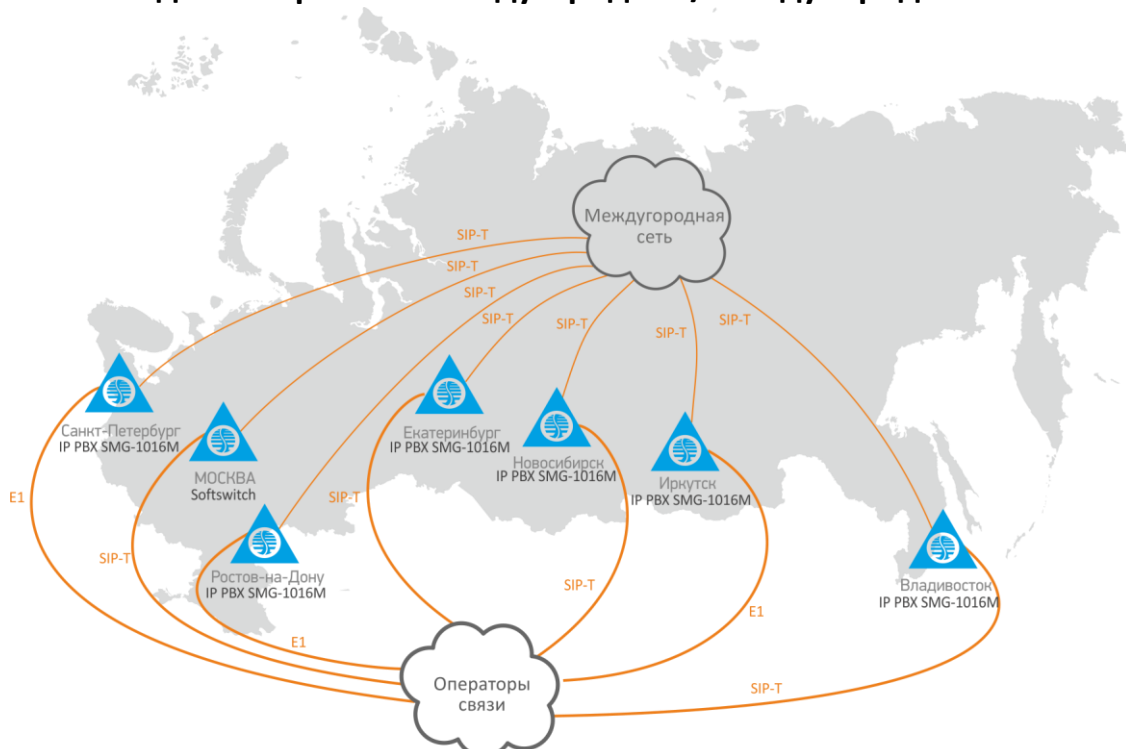 Междугородная
сеть
SIP-T
SIP-T
SIP-T
SIP-T
SIP-T
SIP-T
SIP-T
Санкт-Петербург
IP PBX SMG-1016M
МОСКВА
Softswitch
Ростов-на-Дону
IP PBX SMG-1016M
Екатеринбург
IP PBX SMG-1016M
Новосибирск
IP PBX SMG-1016M
Иркутск
IP PBX SMG-1016M
Владивосток
IP PBX SMG-1016M
E1
SIP-T
E1
SIP-T
SIP-T
E1
SIP-T
Операторы
связи